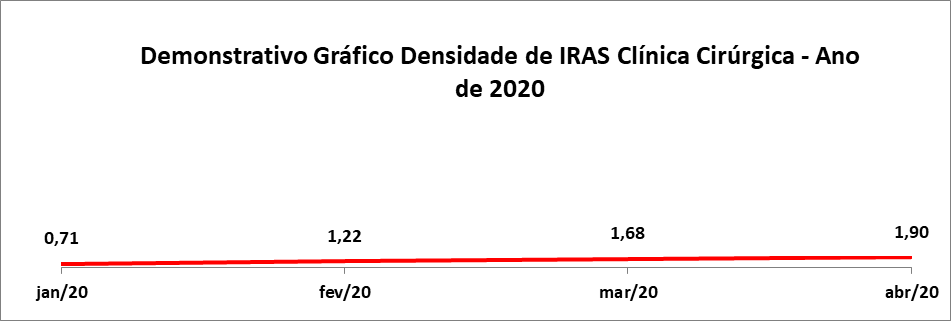 Demonstrativo Gráfico Densidade de IRAS Clínica Cirúrgica - Ano
de 2020
0,71
1,22
1,68
1,90
jan/20
fev/20
mar/20
abr/20